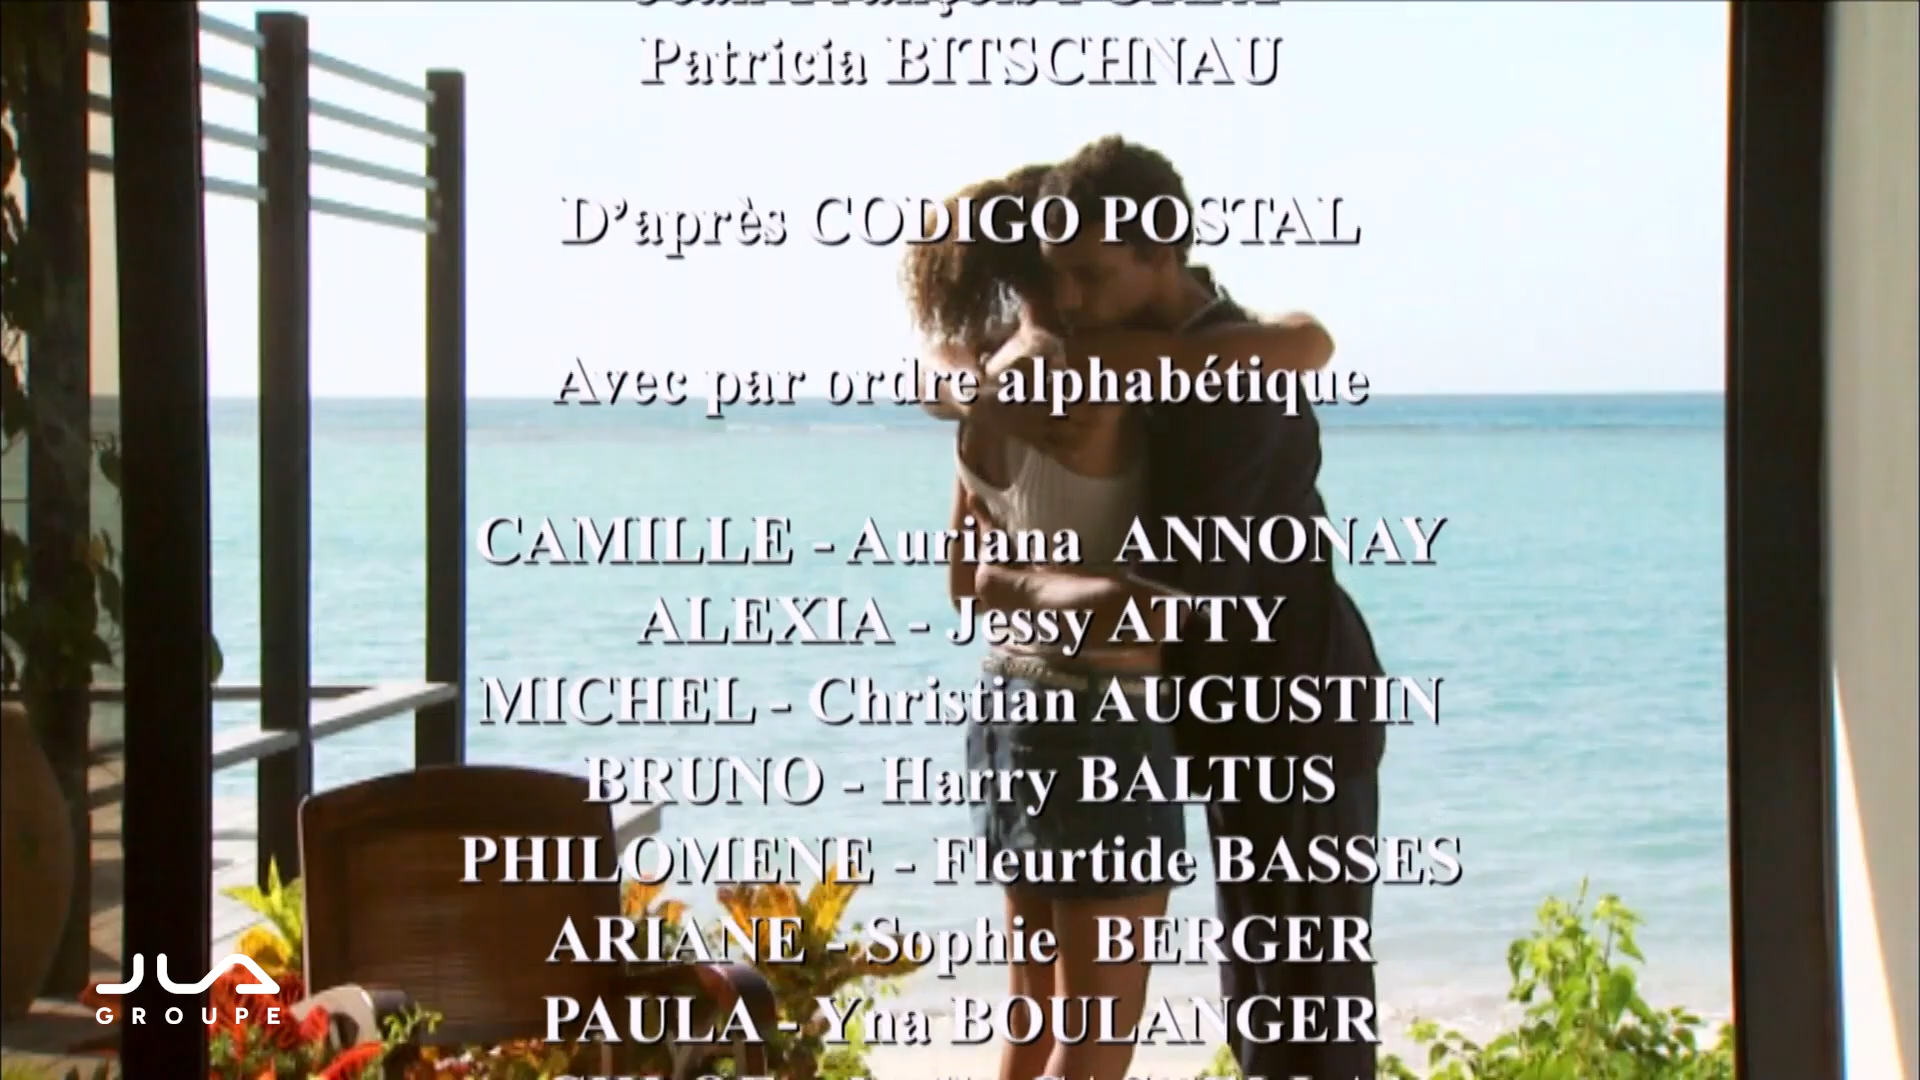 Patricia BITSCHNAU
D'après CODIGO POSTAL
Avec par ordre alphabétique
CAMILLE - Auriana ANNONAY
ALEXIA - Jessy ATTY
MICHEL - Christian AUGUSTIN
BRUNO - Harry BALTUS
PHILOMENE - Fleurtide BASSES
ARIANE - Sophie BERGER
PAULA - Yna BOULANGER
JLA
GROUPE